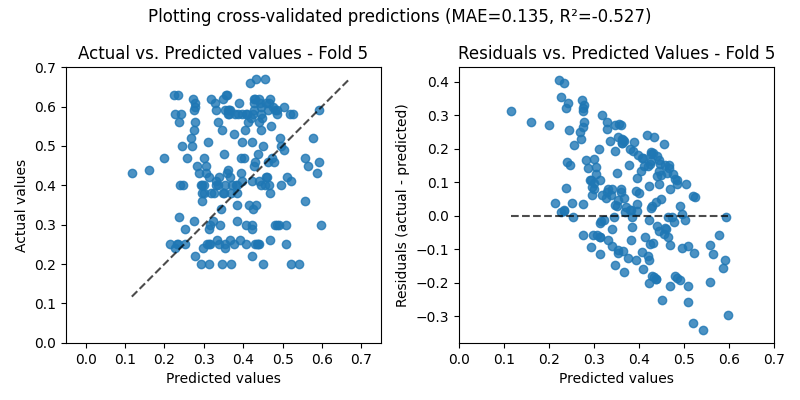 Plotting cross-validated predictions (MAE=0.135, R²=-0.527)
Actual vs. Predicted values - Fold 5
0.7
0.6
0.5
0.4
0.3
0.2
0.1
0.0
Actual values
0.0 0.1 0.2 0.3 0.4 0.5 0.6 0.7
Predicted values
Residuals vs. Predicted Values - Fold 5
0.4
0.3
0.2
0.1
0.0
−0.1
−0.2
−0.3
Residuals (actual - predicted)
0.0 0.1 0.2 0.3 0.4 0.5 0.6 0.7
Predicted values